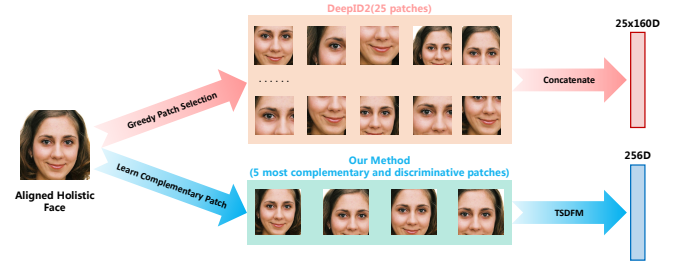 DeepID2(25 patches)
25x160D
Greedy Patch Selection
. . . . . .
Concatenate
Our Method
(5 most complementary and discriminative patches)
256D
Learn Complementary Patch
Aligned Holistic
Face
TSDFM